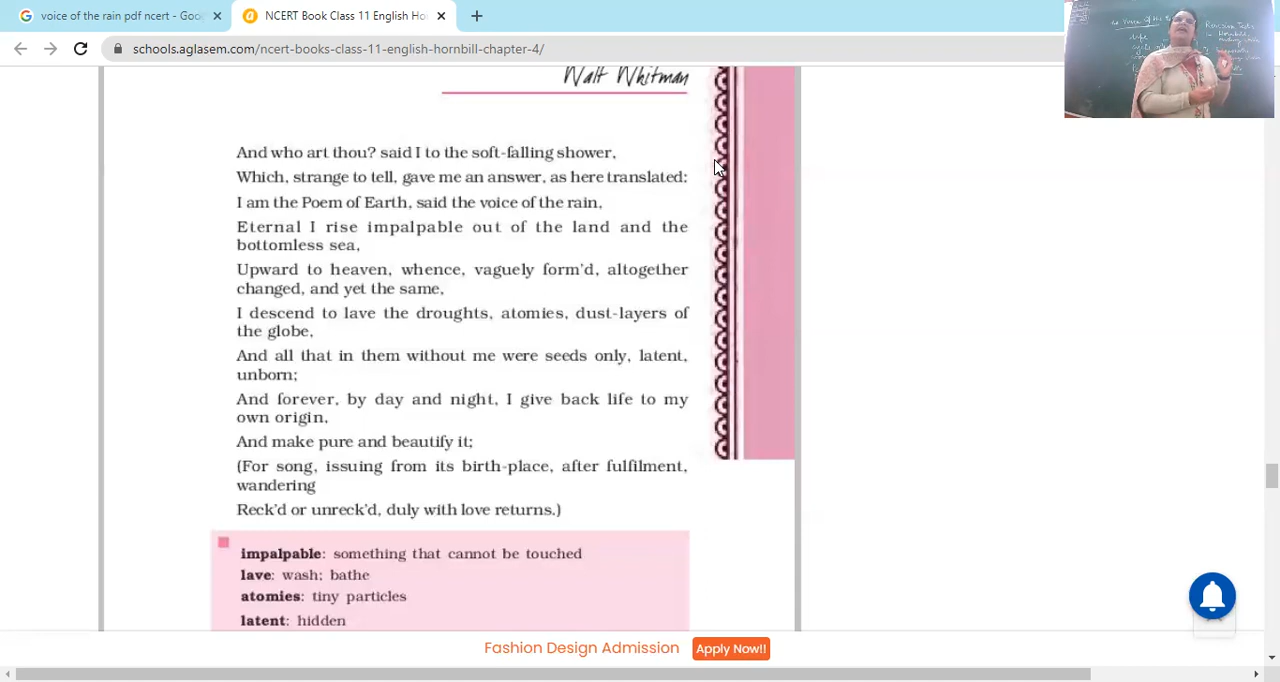 voice of the rain pdf ncert - Goo
NCERT Book Class 11 English Ho
schools.aglasem.com/ncert-books-class-11-english-hornbill-chapter-4/
Walt Whitman
And who art thou? said I to the soft-falling shower,
Which, strange to tell, gave me an answer, as here translated:
I am the Poem of Earth, said the voice of the rain,
Eternal I rise impalpable out of the land and the
bottomless sea,
Upward to heaven, whence, vaguely form'd, altogether
changed, and yet the same,
I descend to lave the droughts, atomies, dust-layers of
the globe,
And all that in them without me were seeds only, latent,
unborn;
And forever, by day and night, I give back life to my
own origin,
And make pure and beautify it;
(For song, issuing from its birth-place, after fulfilment,
wandering
Reck'd or unreck'd, duly with love returns.)
impalpable: something that cannot be touched
lave: wash; bathe
atomies: tiny particles
latent: hidden
Fashion Design Admission
Apply Now!!